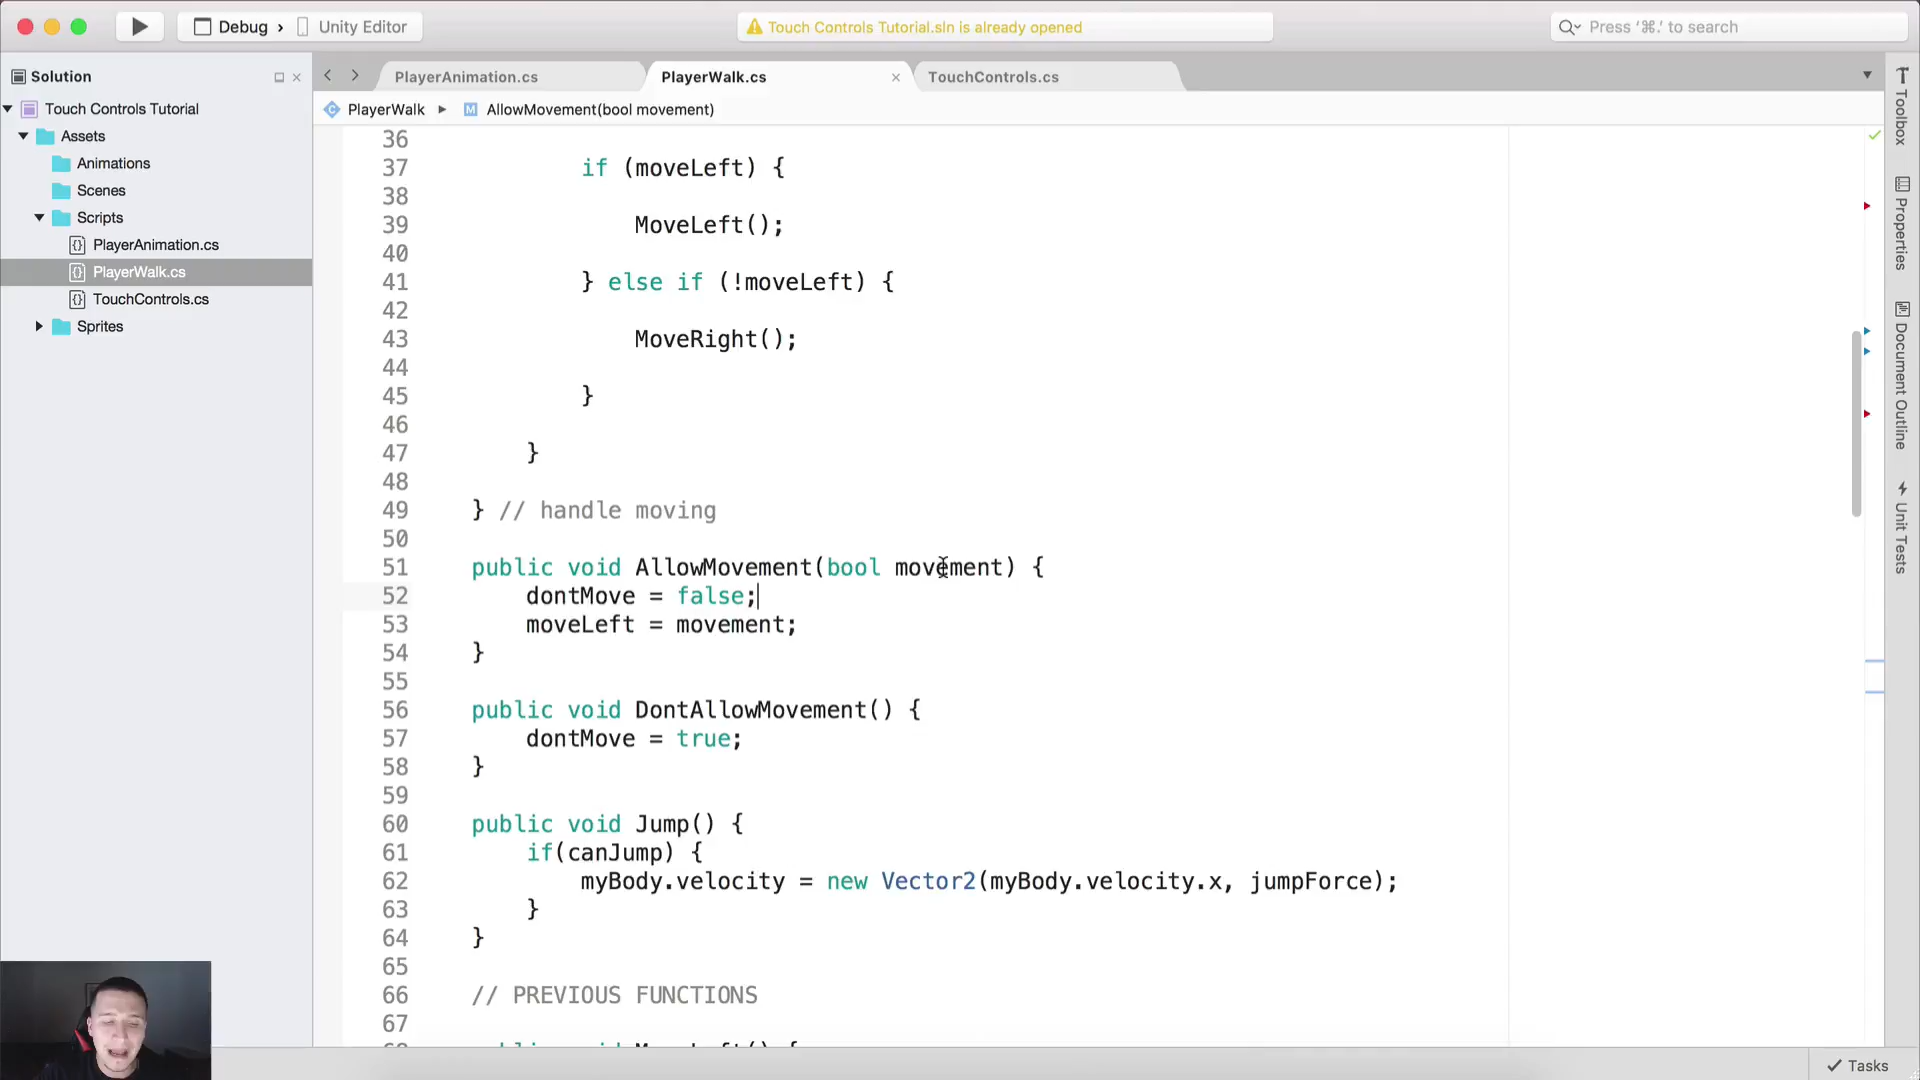 Debug › Unity Editor
Touch Controls Tutorial.sln is already opened
Press ‘⌘.’ to search
Solution
PlayerAnimation.cs
PlayerWalk.cs
TouchControls.cs
PlayerWalk
AllowMovement(bool movement)
Touch Controls Tutorial
Assets
Animations
Scenes
Scripts
PlayerAnimation.cs
PlayerWalk.cs
TouchControls.cs
Sprites
36
37 if (moveLeft) {
38
39 MoveLeft();
40
41 } else if (!moveLeft) {
42
43 MoveRight();
44
45 }
46
47 }
48
49 } // handle moving
50
51 public void AllowMovement(bool movement) {
52 dontMove = false;
53 moveLeft = movement;
54 }
55
56 public void DontAllowMovement() {
57 dontMove = true;
58 }
59
60 public void Jump() {
61 if(canJump) {
62 myBody.velocity = new Vector2(myBody.velocity.x, jumpForce);
63 }
64 }
65
66 // PREVIOUS FUNCTIONS
67
Toolbox
Properties
Document Outline
Unit Tests
Tasks